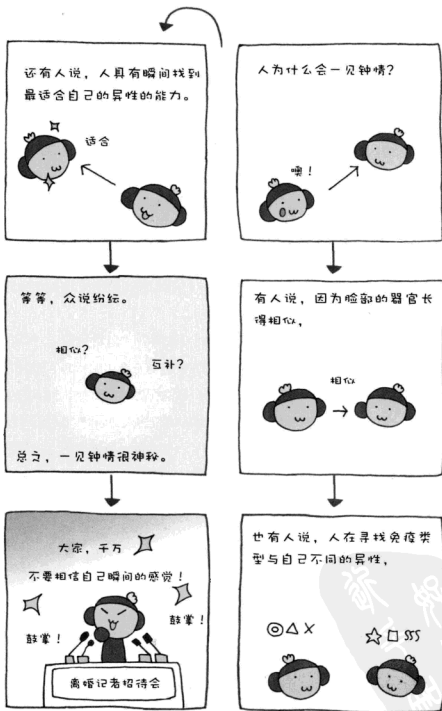 人为什么会一见钟情？
噢！
有人说，因为脸部的器官长
得相似，
相似
也有人说，人在寻找免疫类
型与自己不同的异性，
◎△×
☆□SSS
还有人说，人具有瞬间找到
最适合自己的异性的能力。
适合
等等，众说纷纭。
相似？
互补？
总之，一见钟情很神秘。
大家，千万
不要相信自己瞬间的感觉！
鼓掌！
鼓掌！
离婚记者招待会